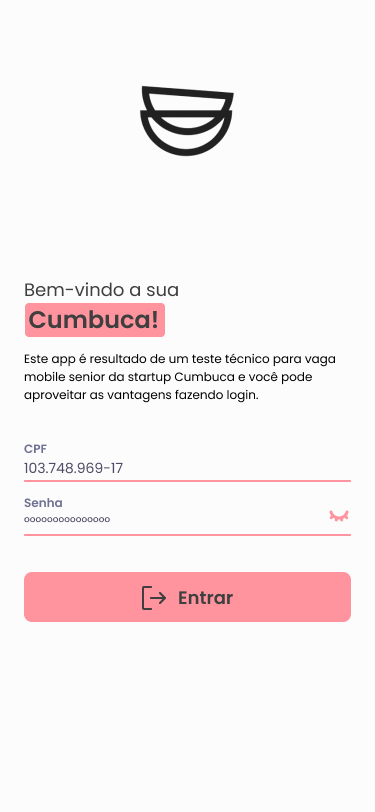 Bem-vindo a sua
Cumbuca!
Este app é resultado de um teste técnico para vaga
mobile senior da startup Cumbuca e você pode
aproveitar as vantagens fazendo login.
CPF
103.748.969-17
Senha
ooooooooooooooo
Entrar